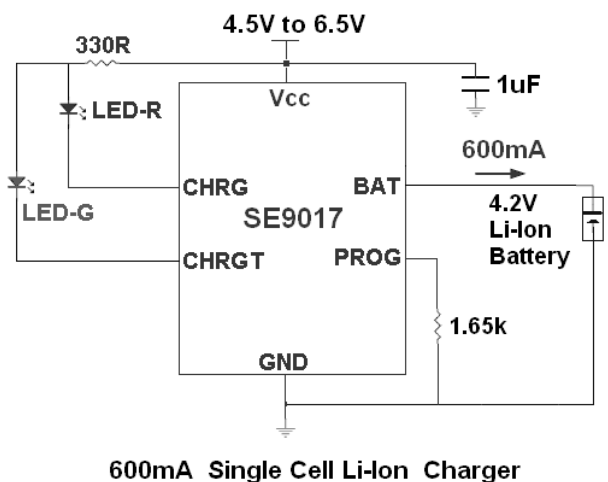 4.5V to 6.5V
330R
Vcc
1uF
LED-R
600mA
CHRG
BAT
SE9017
4.2V
Li-Ion
Battery
LED-G
CHRGT
PROG
1.65k
GND
600mA Single Cell Li-Ion Charger